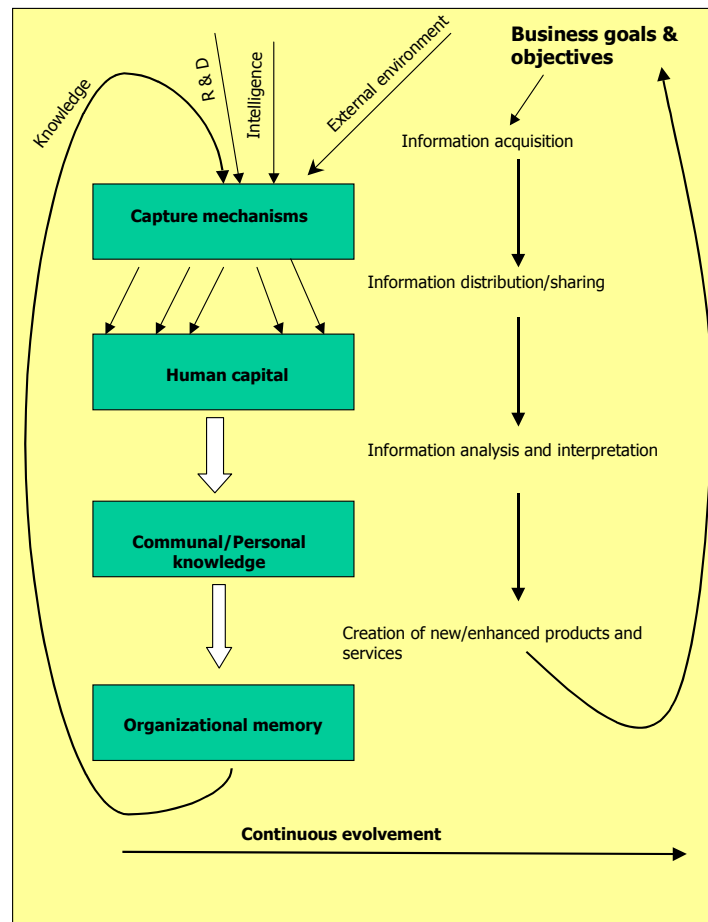 Business goals &
objectives
Knowledge
R & D
Intelligence
External environment
Information acquisition
Capture mechanisms
Information distribution/sharing
Human capital
Information analysis and interpretation
Communal/Personal
knowledge
Creation of new/enhanced products and
services
Organizational memory
Continuous evolvement